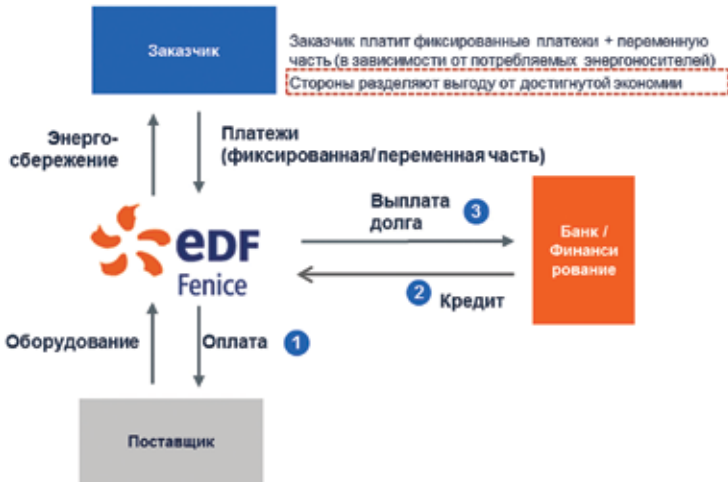 Заказчик
Заказчик платит фиксированные платежи + переменную
часть (в зависимости от потребляемых энергоносителей)
Стороны разделяют выгоду от достигнутой экономии
Энерго-
сбережение
Платежи
(фиксированная/ переменная часть)
Выплата
долга
3
Банк /
Финанси
рование
edf
Fenice
2
Кредит
Оборудование
Оплата
1
Поставщик